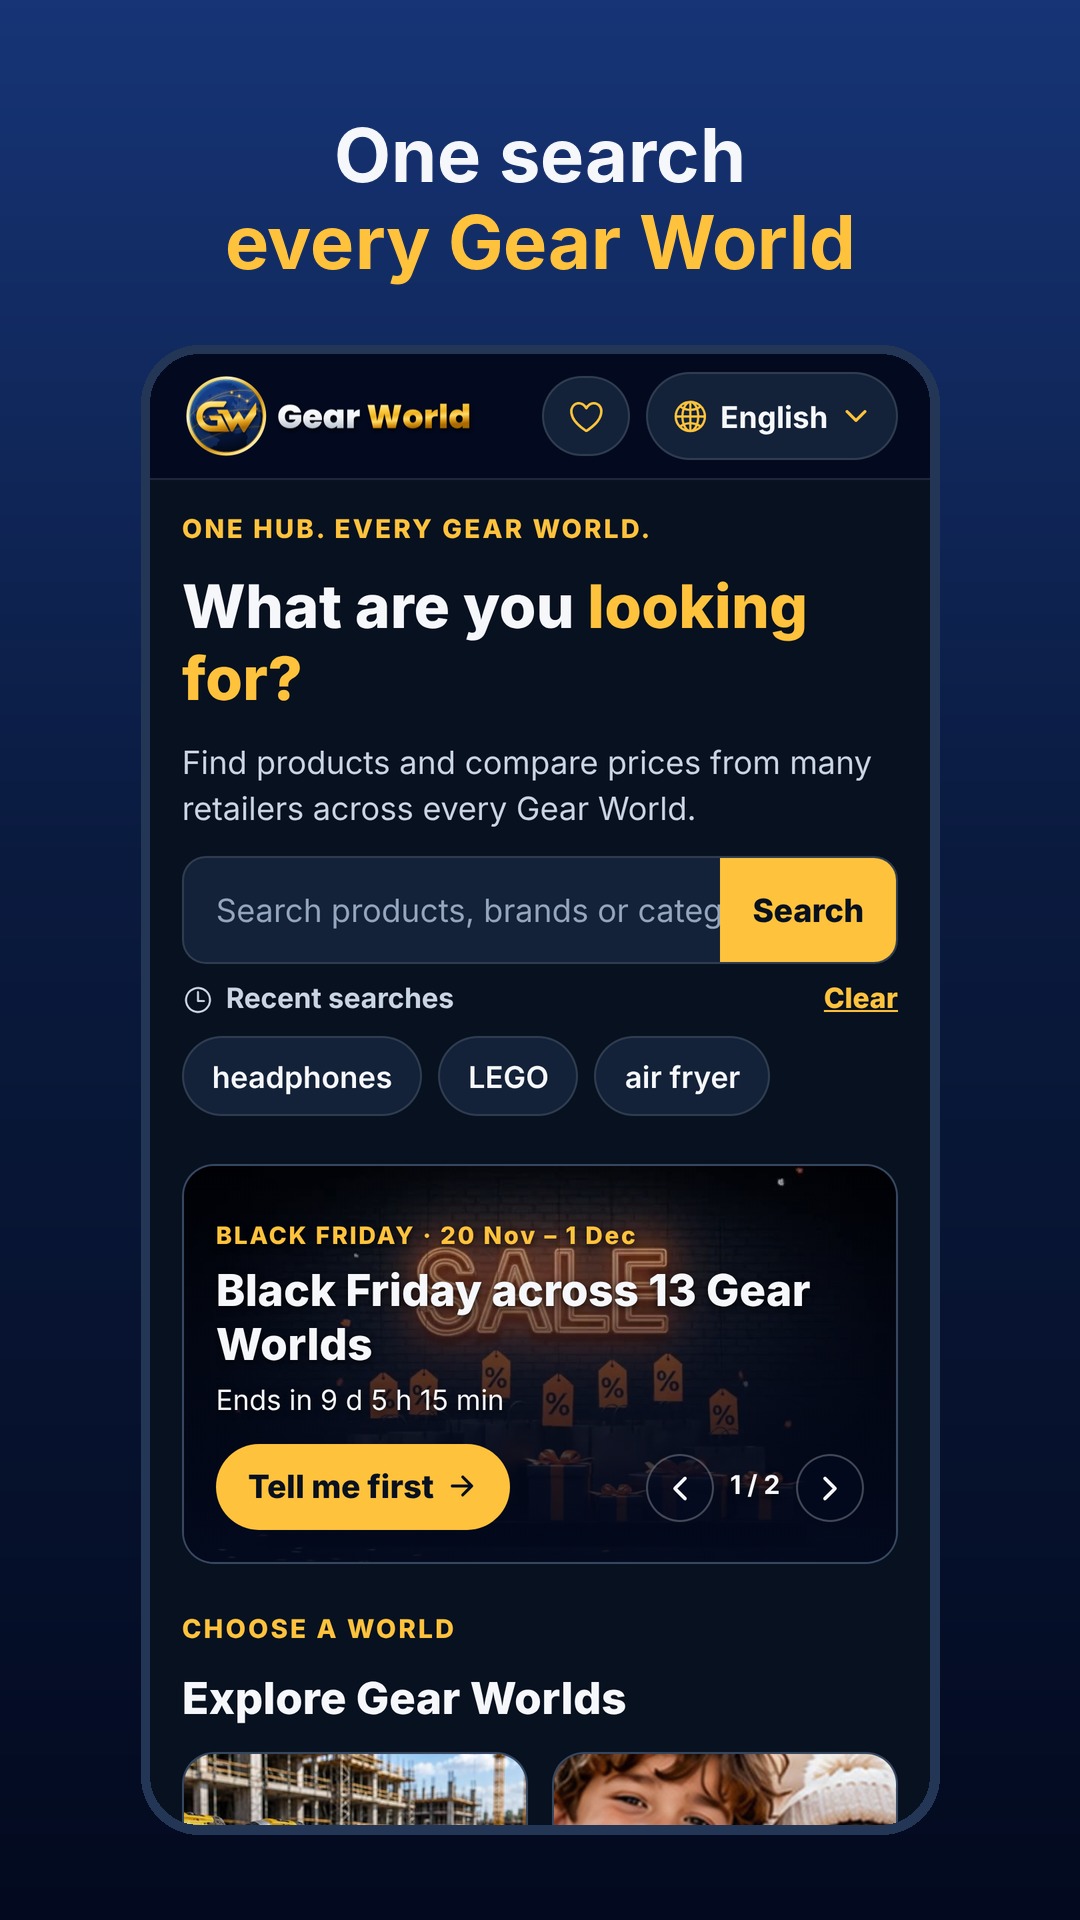 One search
every Gear World
GW
Gear World
English
ONE HUB. EVERY GEAR WORLD.
What are you looking
for?
Find products and compare prices from many
retailers across every Gear World.
Search products, brands or categ
Search
Recent searches
Clear
headphones
LEGO
air fryer
SALE
BLACK FRIDAY · 20 Nov – 1 Dec
Black Friday across 13 Gear
Worlds
Ends in 9 d 5 h 15 min
% % % % % % %
Tell me first →
1 / 2
CHOOSE A WORLD
Explore Gear Worlds